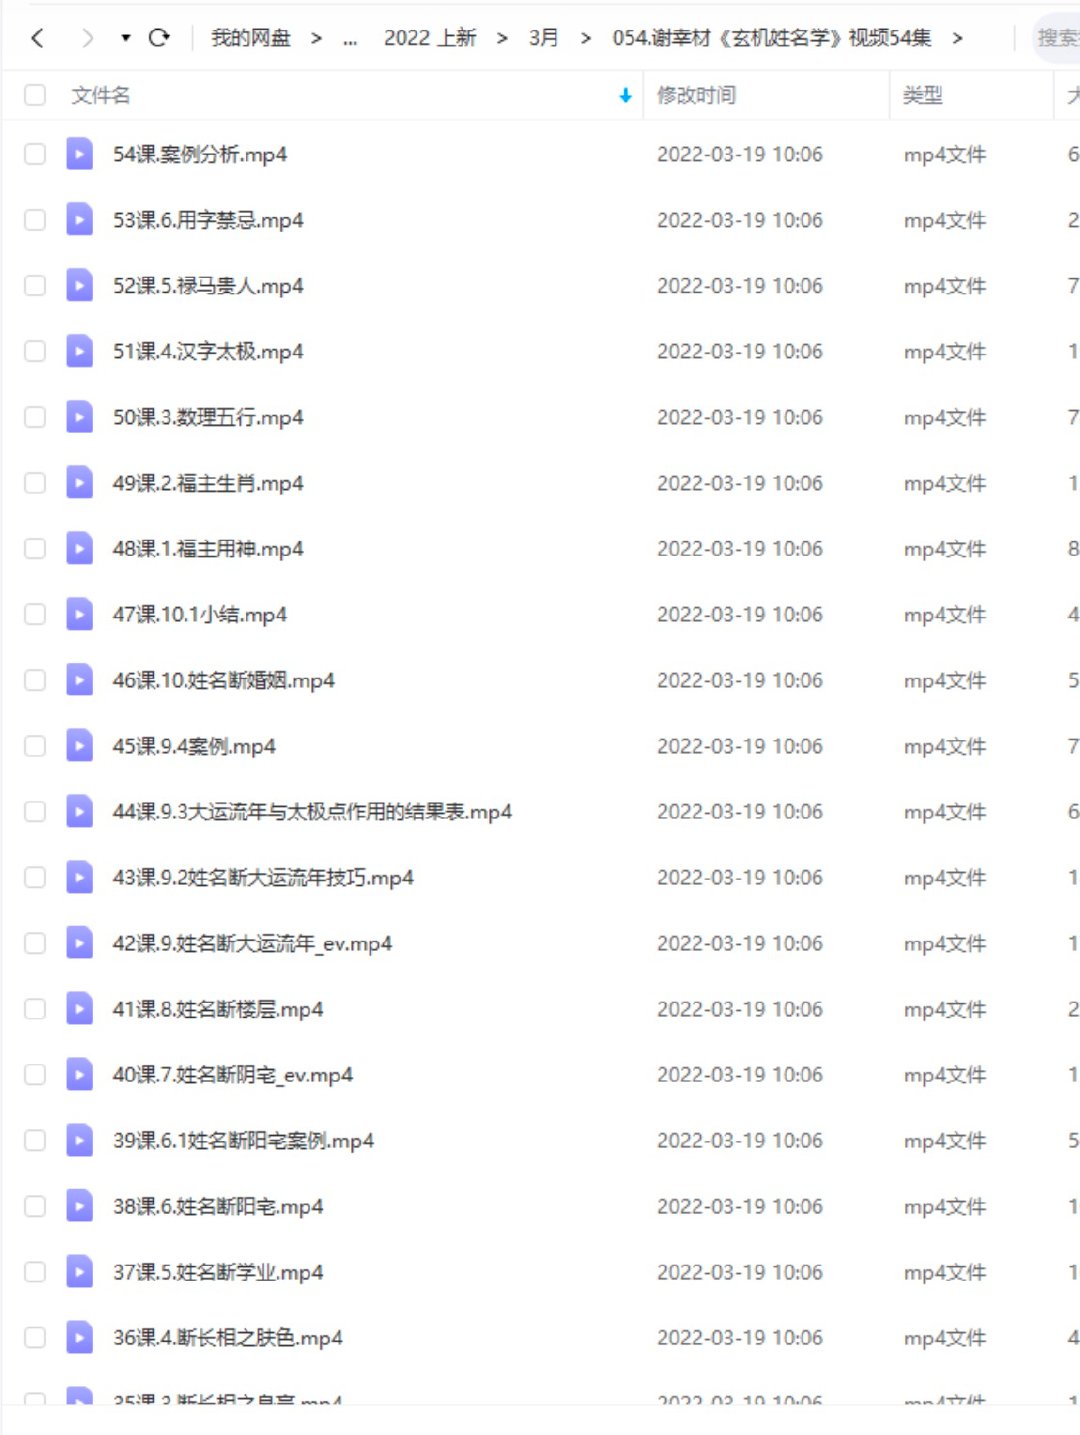 我的网盘 > ... 2022 上新 > 3月 > 054.谢幸材《玄机姓名学》视频54集 > 搜索
文件名 修改时间 类型
54课.案例分析.mp4 2022-03-19 10:06 mp4文件 6
53课.6.用字禁忌.mp4 2022-03-19 10:06 mp4文件 2
52课.5.禄马贵人.mp4 2022-03-19 10:06 mp4文件 7
51课.4.汉字太极.mp4 2022-03-19 10:06 mp4文件 1
50课.3.数理五行.mp4 2022-03-19 10:06 mp4文件 7
49课.2.福主生肖.mp4 2022-03-19 10:06 mp4文件 1
48课.1.福主用神.mp4 2022-03-19 10:06 mp4文件 8
47课.10.1小结.mp4 2022-03-19 10:06 mp4文件 4
46课.10.姓名断婚姻.mp4 2022-03-19 10:06 mp4文件 5
45课.9.4案例.mp4 2022-03-19 10:06 mp4文件 7
44课.9.3大运流年与太极点作用的结果表.mp4 2022-03-19 10:06 mp4文件 6
43课.9.2姓名断大运流年技巧.mp4 2022-03-19 10:06 mp4文件 1
42课.9.姓名断大运流年_ev.mp4 2022-03-19 10:06 mp4文件 1
41课.8.姓名断楼层.mp4 2022-03-19 10:06 mp4文件 2
40课.7.姓名断阴宅_ev.mp4 2022-03-19 10:06 mp4文件 1
39课.6.1姓名断阳宅案例.mp4 2022-03-19 10:06 mp4文件 5
38课.6.姓名断阳宅.mp4 2022-03-19 10:06 mp4文件 1
37课.5.姓名断学业.mp4 2022-03-19 10:06 mp4文件 1
36课.4.断长相之肤色.mp4 2022-03-19 10:06 mp4文件 4
35课.3.断长相之身高.mp4 2022-03-19 10:06 mp4文件 1